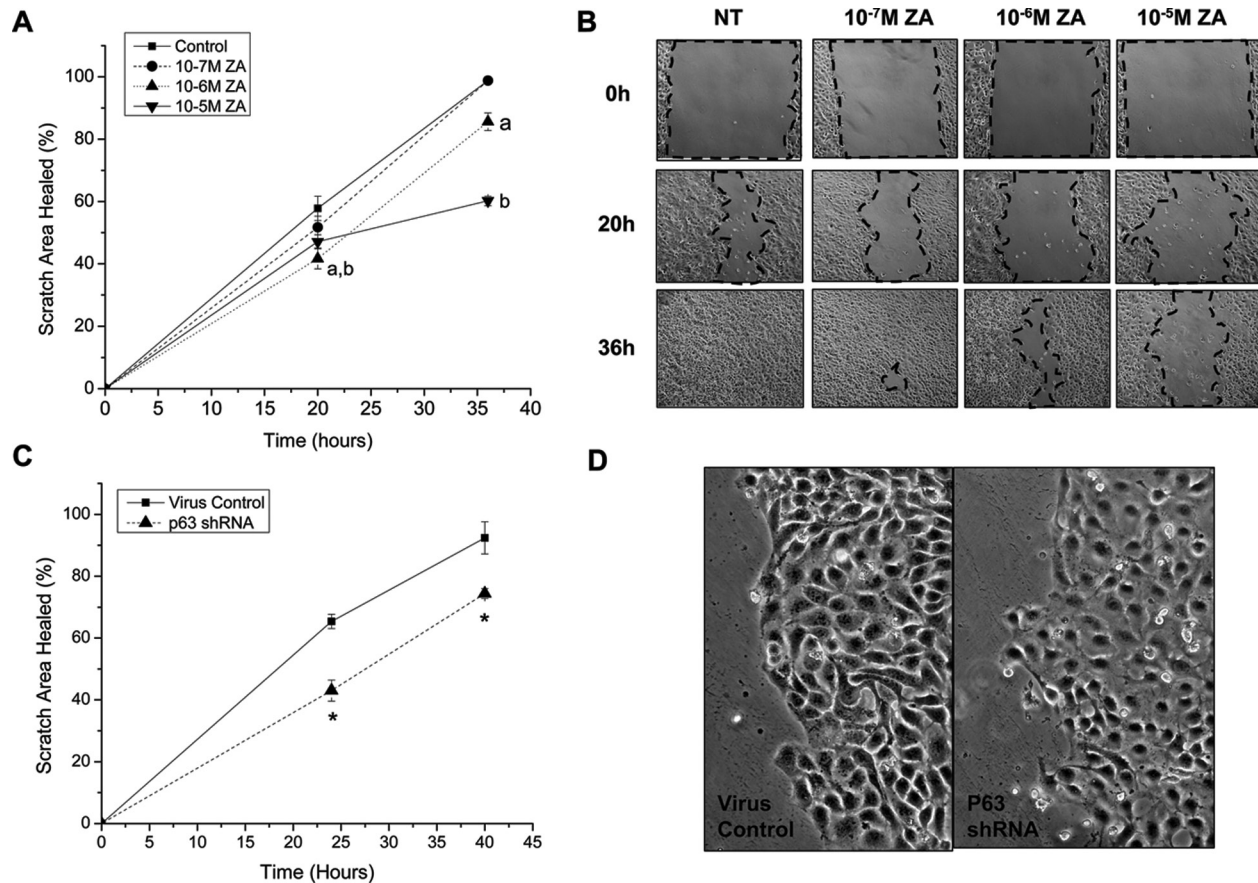 A
Control
10-7M ZA
10-6M ZA
10-5M ZA
100
80
60
40
20
0
0 5 10 15 20 25 30 35 40
Scratch Area Healed (%)
Time (hours)
a
b
a,b
B
NT 10⁻⁷M ZA 10⁻⁶M ZA 10⁻⁵M ZA
0h
20h
36h
C
Virus Control
p63 shRNA
100
80
60
40
20
0
0 5 10 15 20 25 30 35 40 45
Scratch Area Healed (%)
Time (Hours)
*
*
D
Virus
Control
P63
shRNA